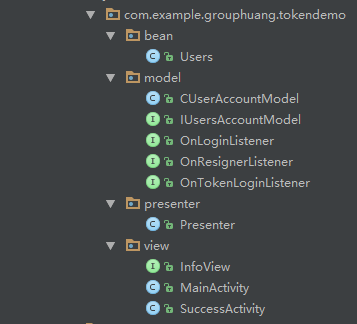 com.example.grouphuang.tokendemo
bean
Users
model
CUserAccountModel
IUsersAccountModel
OnLoginListener
OnResignerListener
OnTokenLoginListener
presenter
Presenter
view
InfoView
MainActivity
SuccessActivity